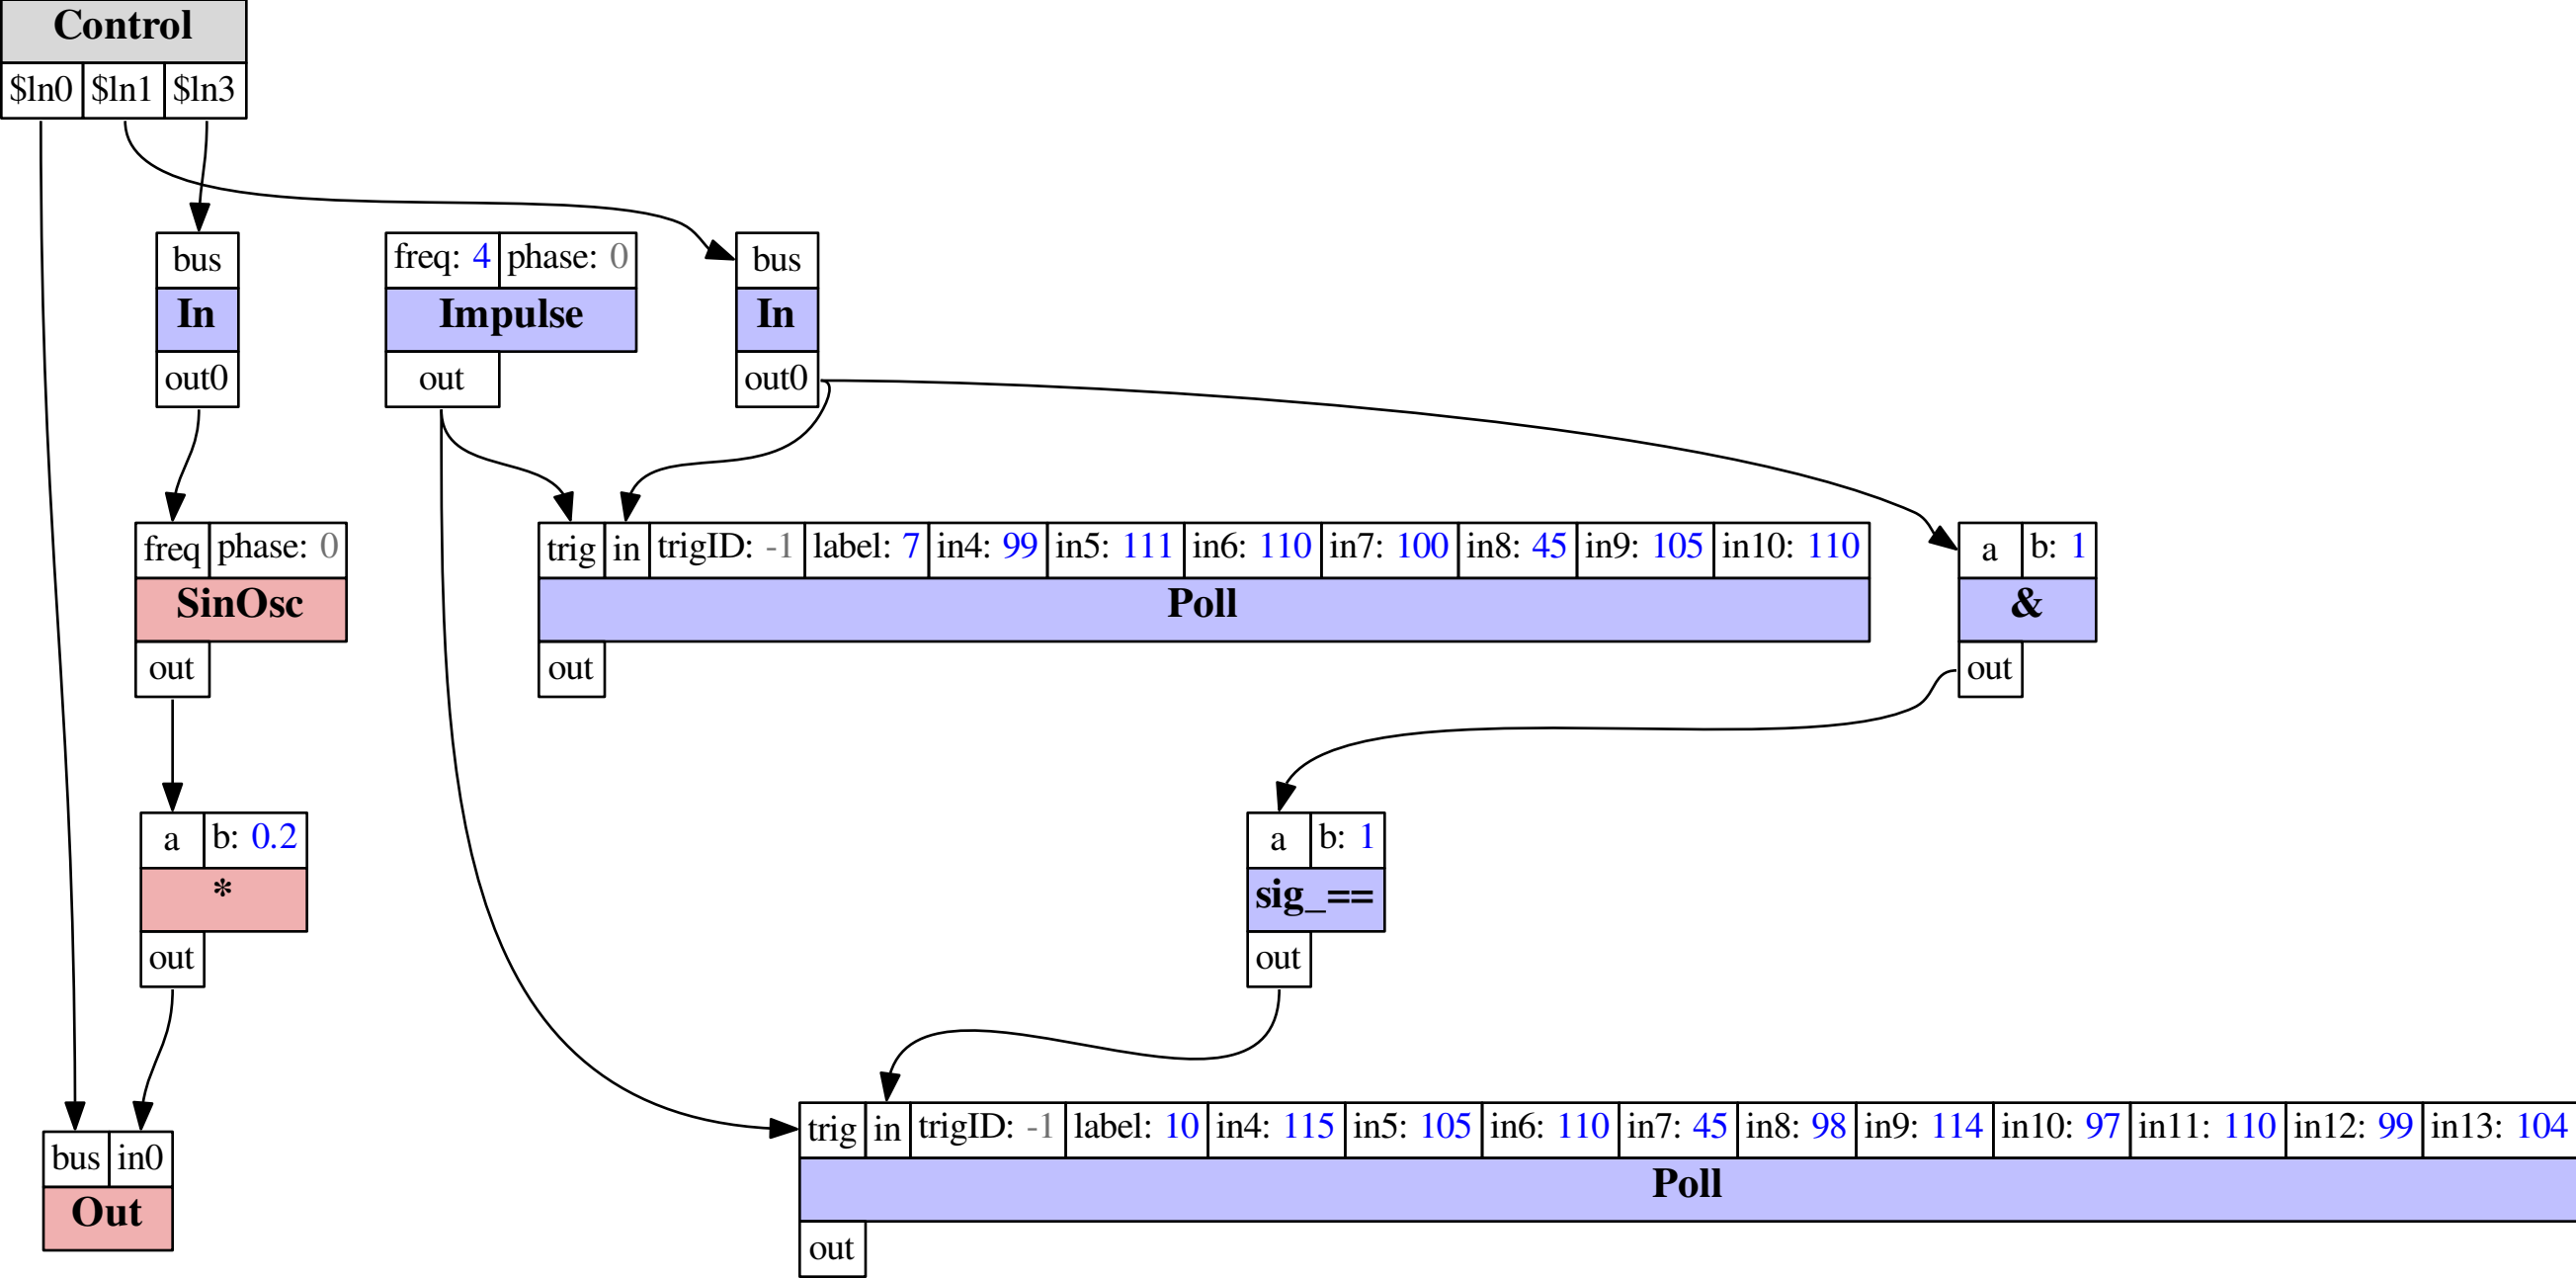 Control
$ln0 $ln1 $ln3
bus
In
out0
freq: 4 phase: 0
Impulse
out
bus
In
out0
freq phase: 0
SinOsc
out
trig in trigID: -1 label: 7 in4: 99 in5: 111 in6: 110 in7: 100 in8: 45 in9: 105 in10: 110
Poll
out
a b: 1
&
out
a b: 0.2
*
out
a b: 1
sig_==
out
bus in0
Out
trig in trigID: -1 label: 10 in4: 115 in5: 105 in6: 110 in7: 45 in8: 98 in9: 114 in10: 97 in11: 110 in12: 99 in13: 104
Poll
out